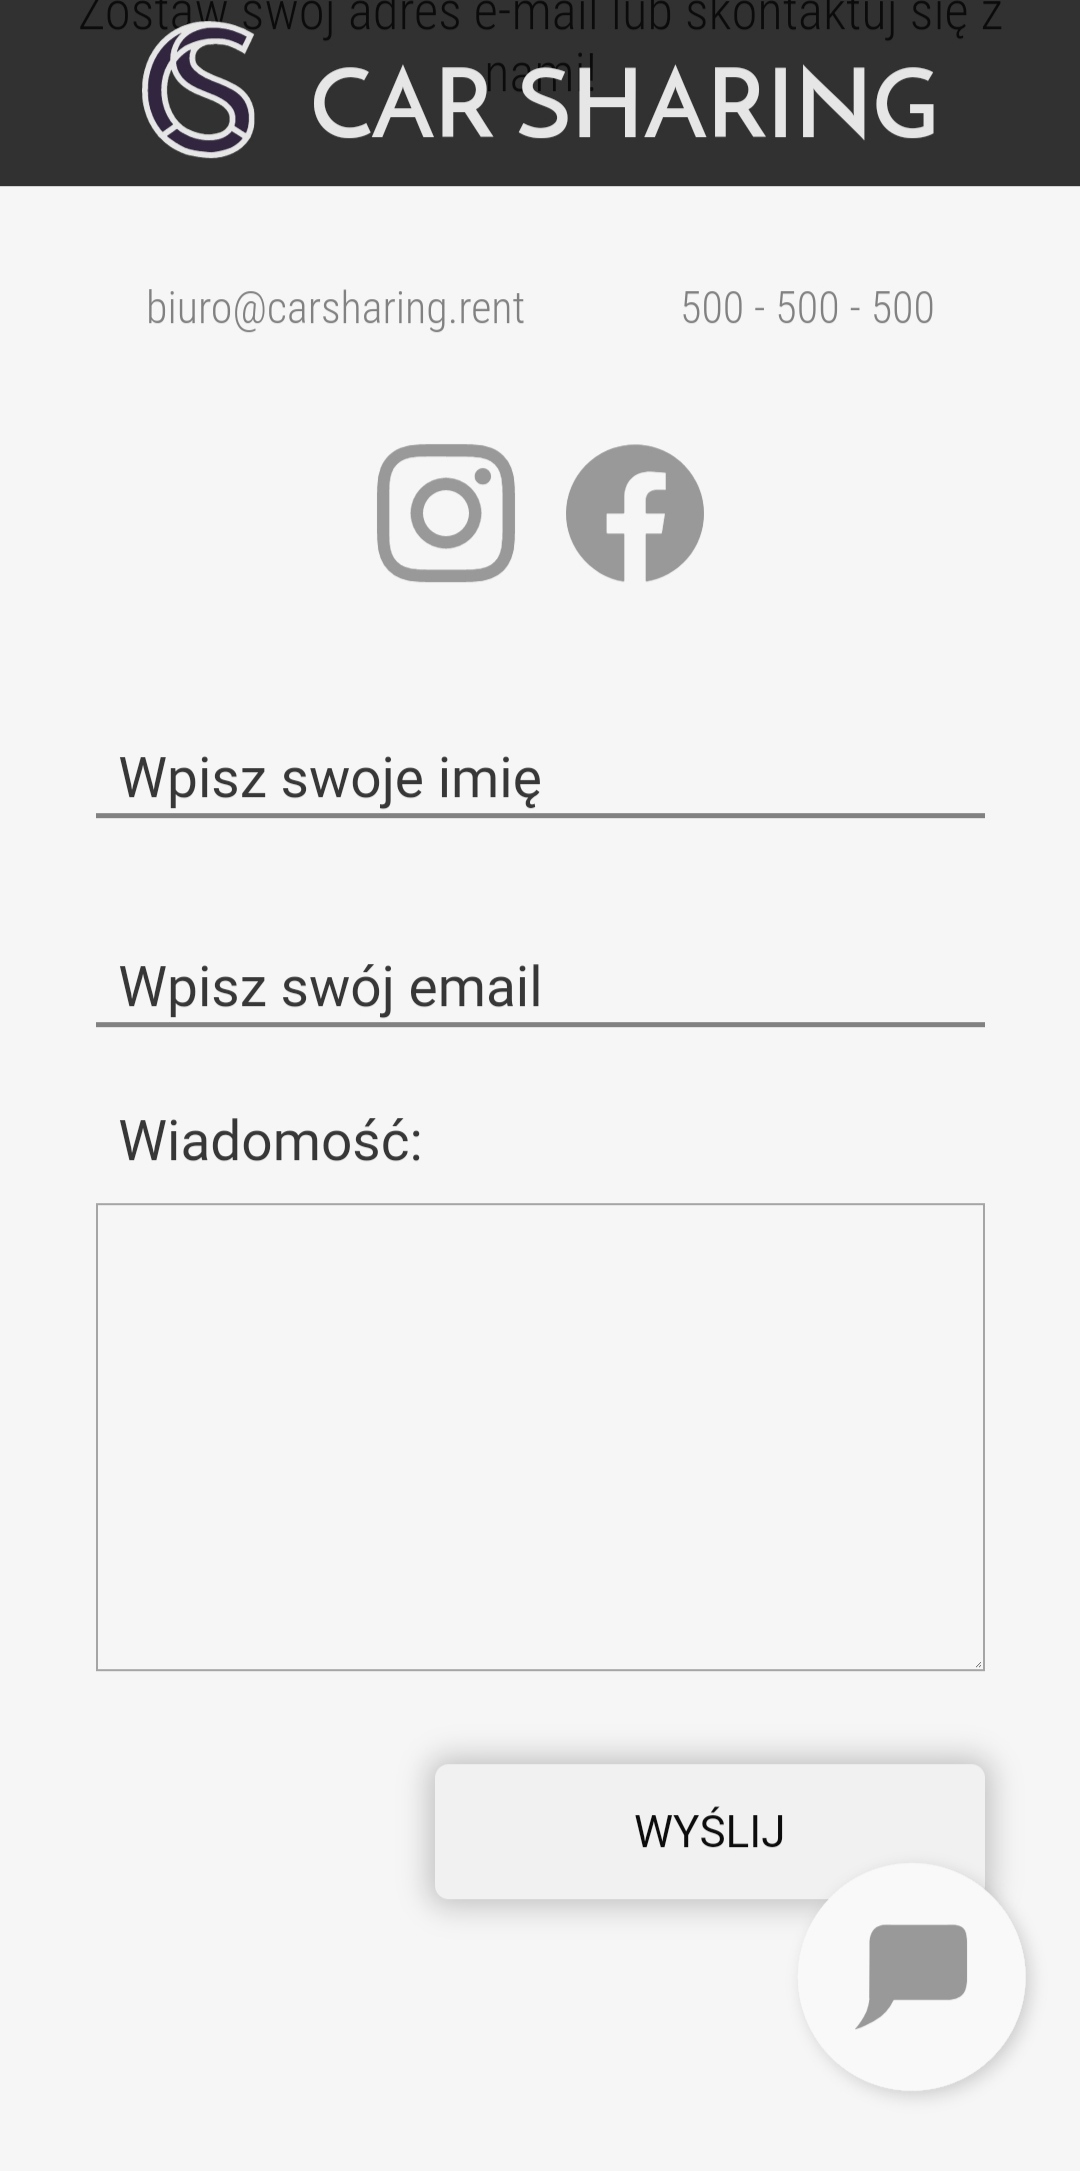 Zostaw swój adres e-mail lub skontaktuj się z
nami!
CAR SHARING
biuro@carsharing.rent 500 - 500 - 500
Wpisz swoje imię
Wpisz swój email
Wiadomość:
WYŚLIJ